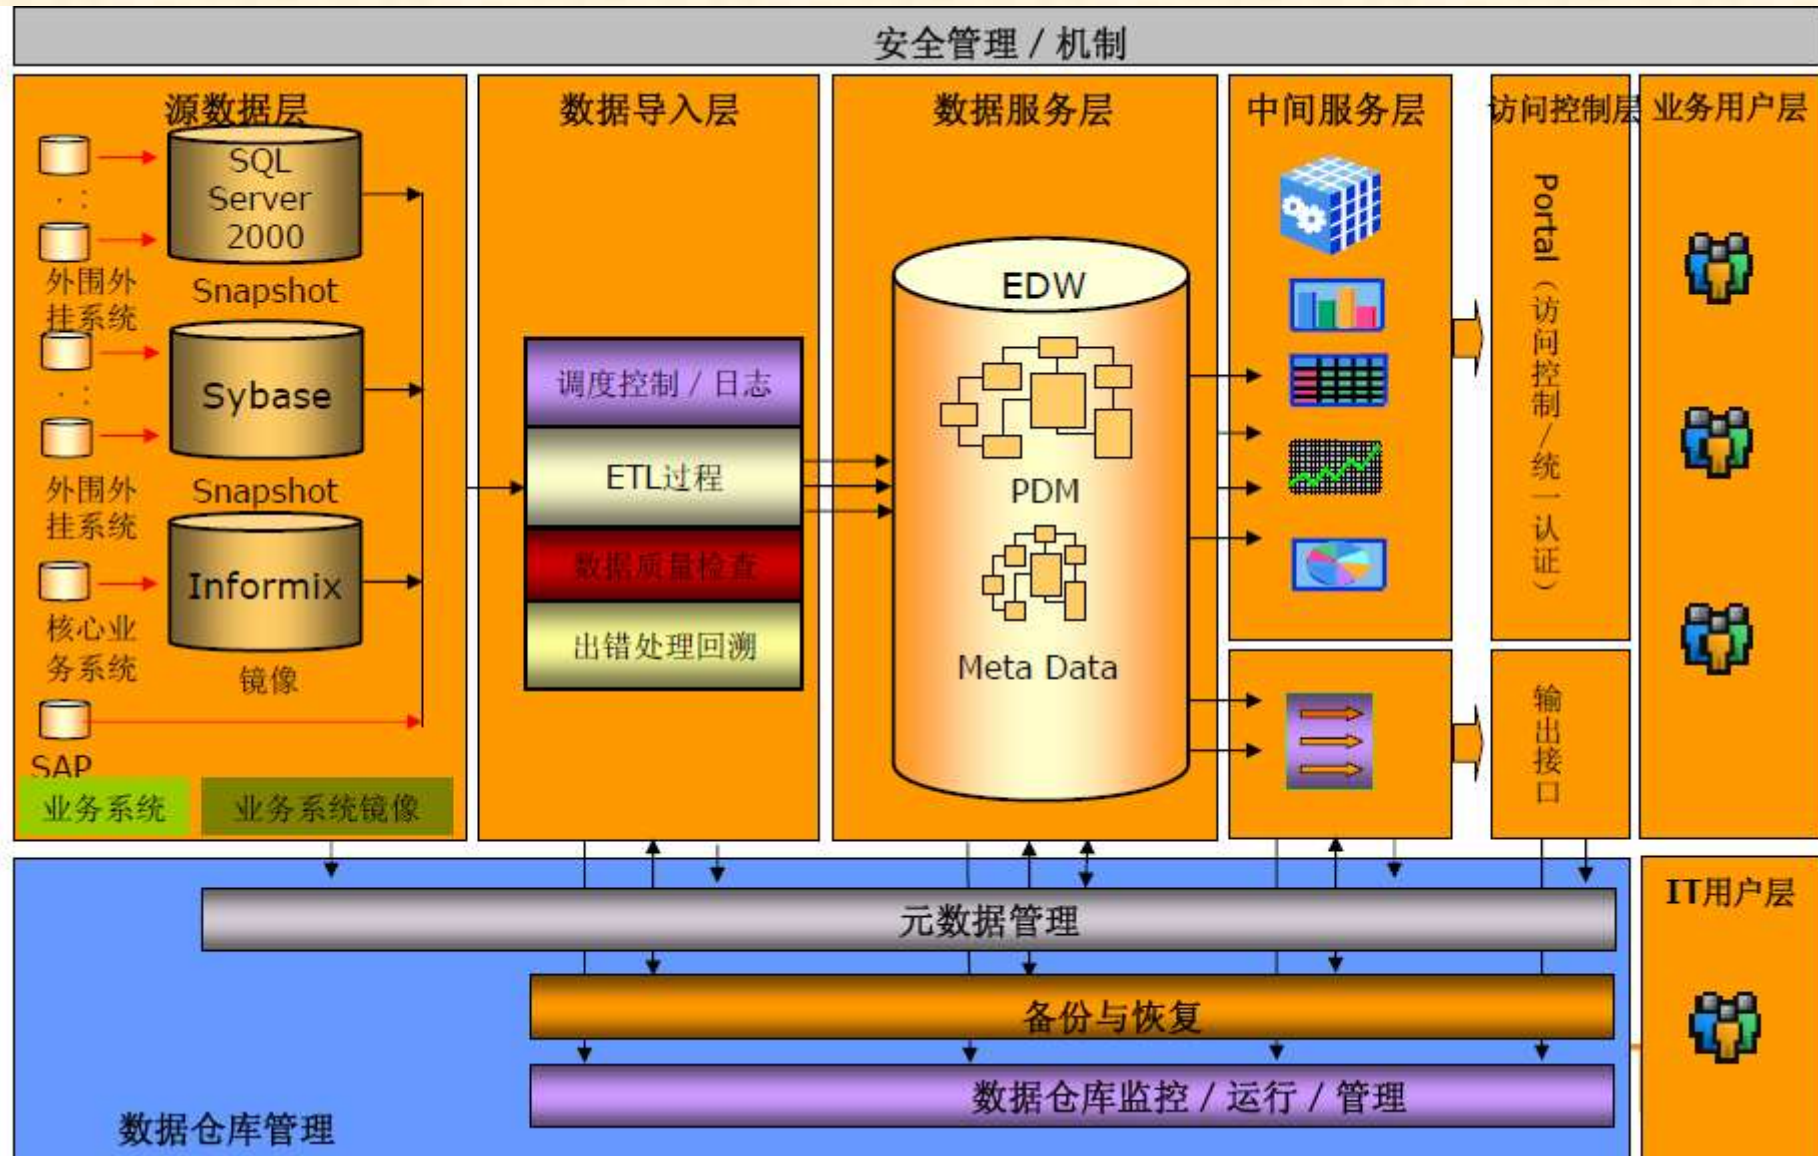 安全管理 / 机制
源数据层
SQL
Server
2000
Snapshot
外围外
挂系统
Sybase
Snapshot
外围外
挂系统
Informix
镜像
核心业
务系统
SAP
业务系统
业务系统镜像
数据导入层
调度控制 / 日志
ETL过程
数据质量检查
出错处理回溯
数据服务层
EDW
PDM
Meta Data
中间服务层
访问控制层
Portal（访问控制/统一认证）
输出接口
业务用户层
元数据管理
备份与恢复
数据仓库监控 / 运行 / 管理
数据仓库管理
IT用户层